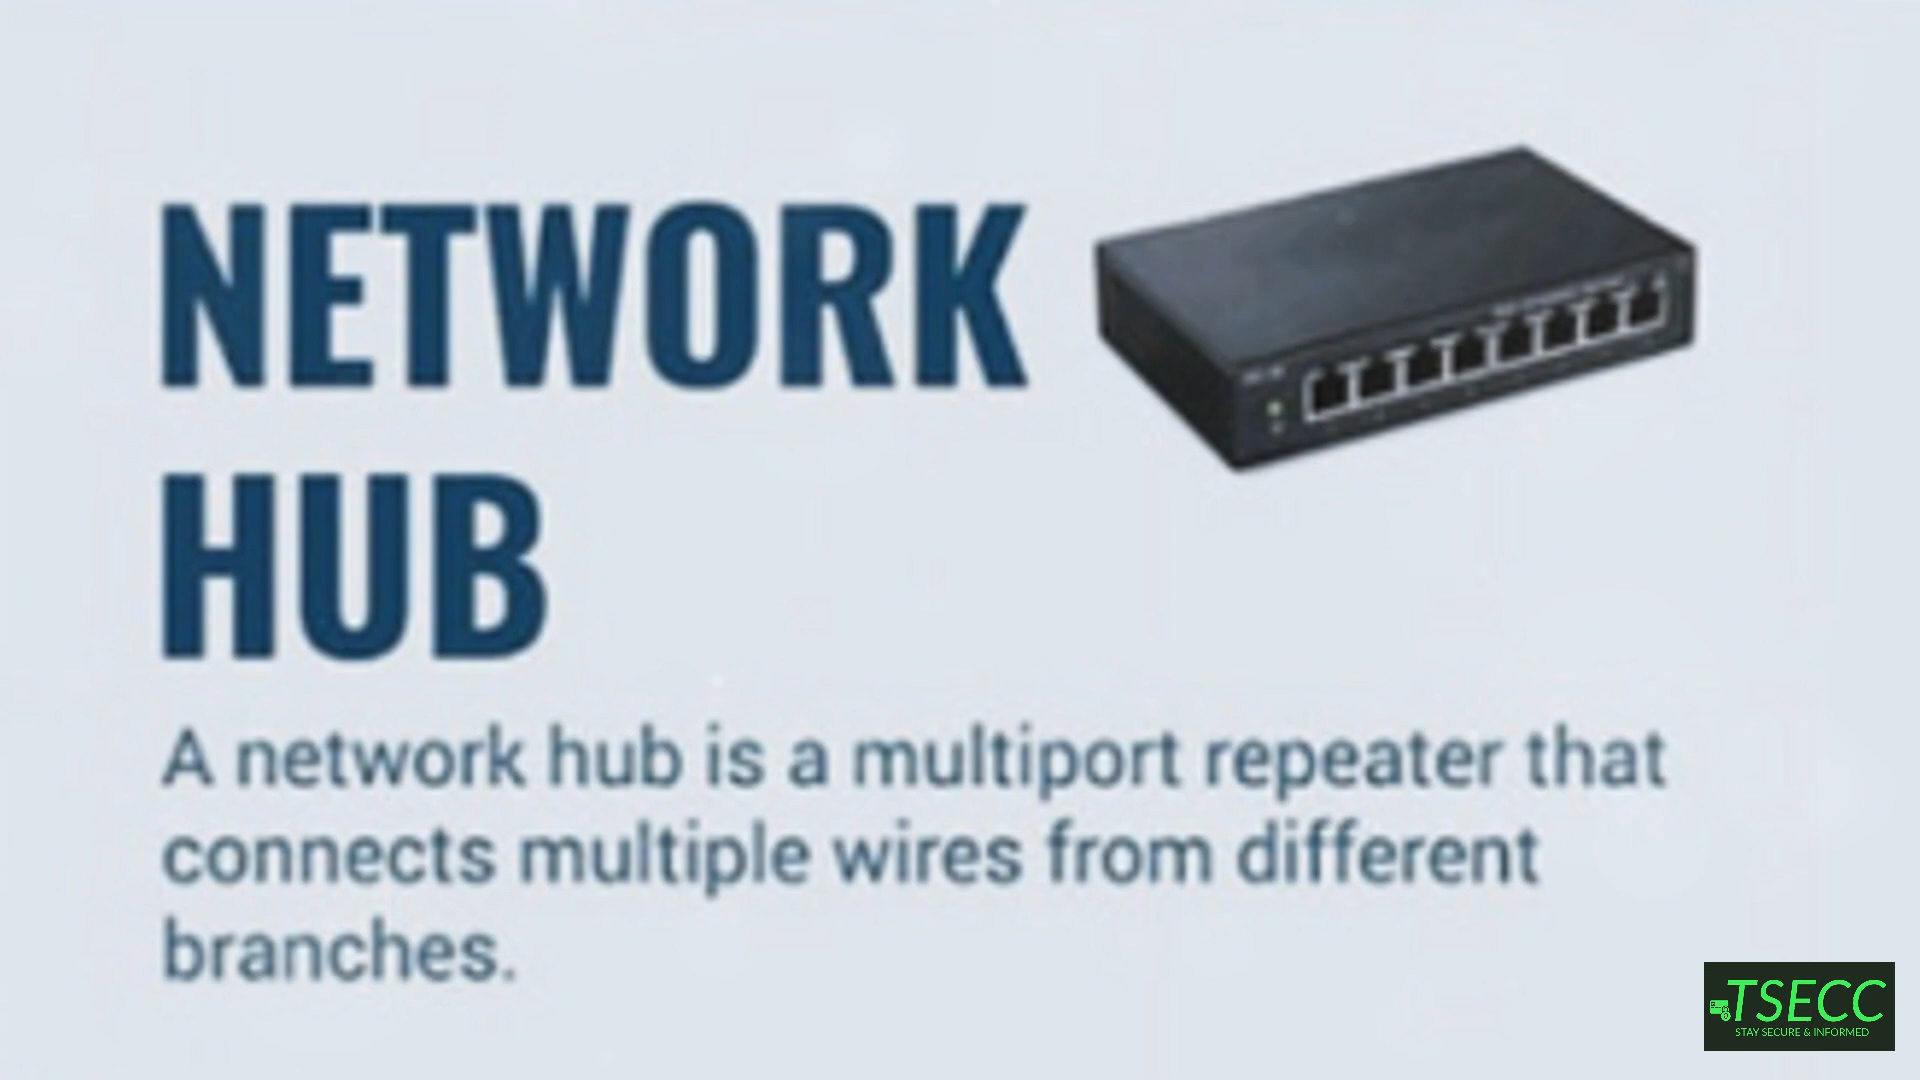 NETWORK
HUB
A network hub is a multiport repeater that
connects multiple wires from different
branches.
TSECC
STAY SECURE & INFORMED